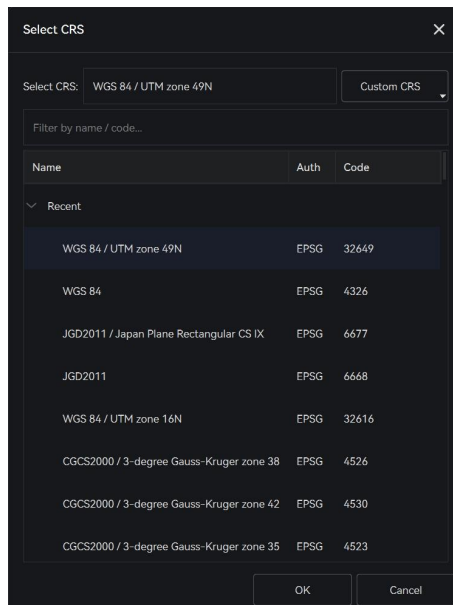 Select CRS
Select CRS: WGS 84 / UTM zone 49N Custom CRS
Filter by name / code...
Name Auth Code
Recent
WGS 84 / UTM zone 49N EPSG 32649
WGS 84 EPSG 4326
JGD2011 / Japan Plane Rectangular CS IX EPSG 6677
JGD2011 EPSG 6668
WGS 84 / UTM zone 16N EPSG 32616
CGCS2000 / 3-degree Gauss-Kruger zone 38 EPSG 4526
CGCS2000 / 3-degree Gauss-Kruger zone 42 EPSG 4530
CGCS2000 / 3-degree Gauss-Kruger zone 35 EPSG 4523
OK Cancel